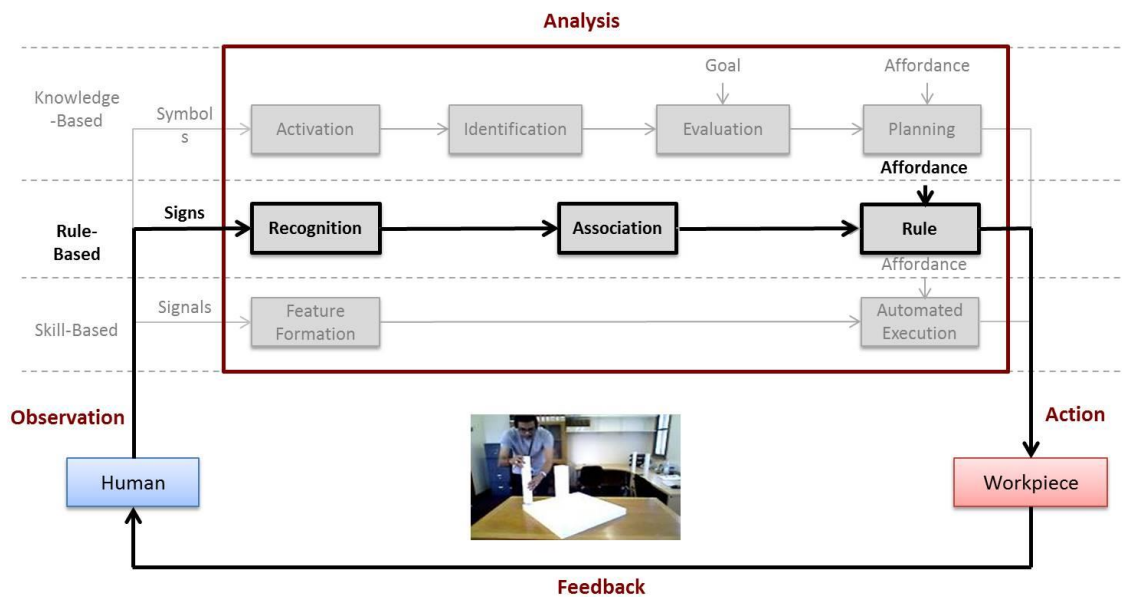 Analysis
Goal
Affordance
Knowledge
-Based
Symbol
s
Activation
Identification
Evaluation
Planning
Affordance
Rule-
Based
Signs
Recognition
Association
Rule
Affordance
Skill-Based
Signals
Feature
Formation
Automated
Execution
Observation
Action
Human
Workpiece
Feedback